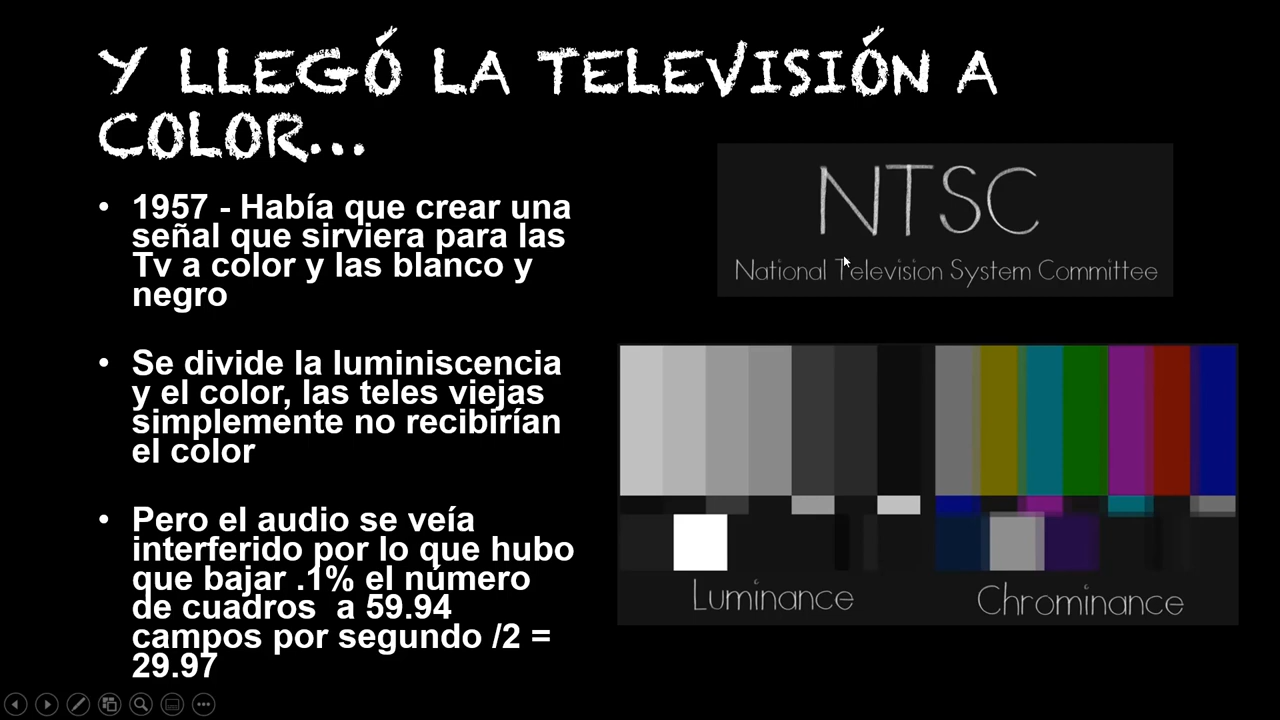 Y LLEGÓ LA TELEVISIÓN A
COLOR...
• 1957 - Había que crear una
señal que sirviera para las
Tv a color y las blanco y
negro
• Se divide la luminiscencia
y el color, las teles viejas
simplemente no recibirían
el color
• Pero el audio se veía
interferido por lo que hubo
que bajar .1% el número
de cuadros  a 59.94
campos por segundo /2 =
29.97
NTSC
National Television System Committee
Luminance
Chrominance